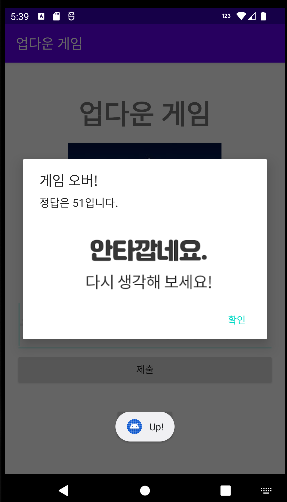 5:39
123
업다운 게임
업다운 게임
게임 오버!
정답은 51입니다.
안타깝네요.
다시 생각해 보세요!
확인
제출
Up!